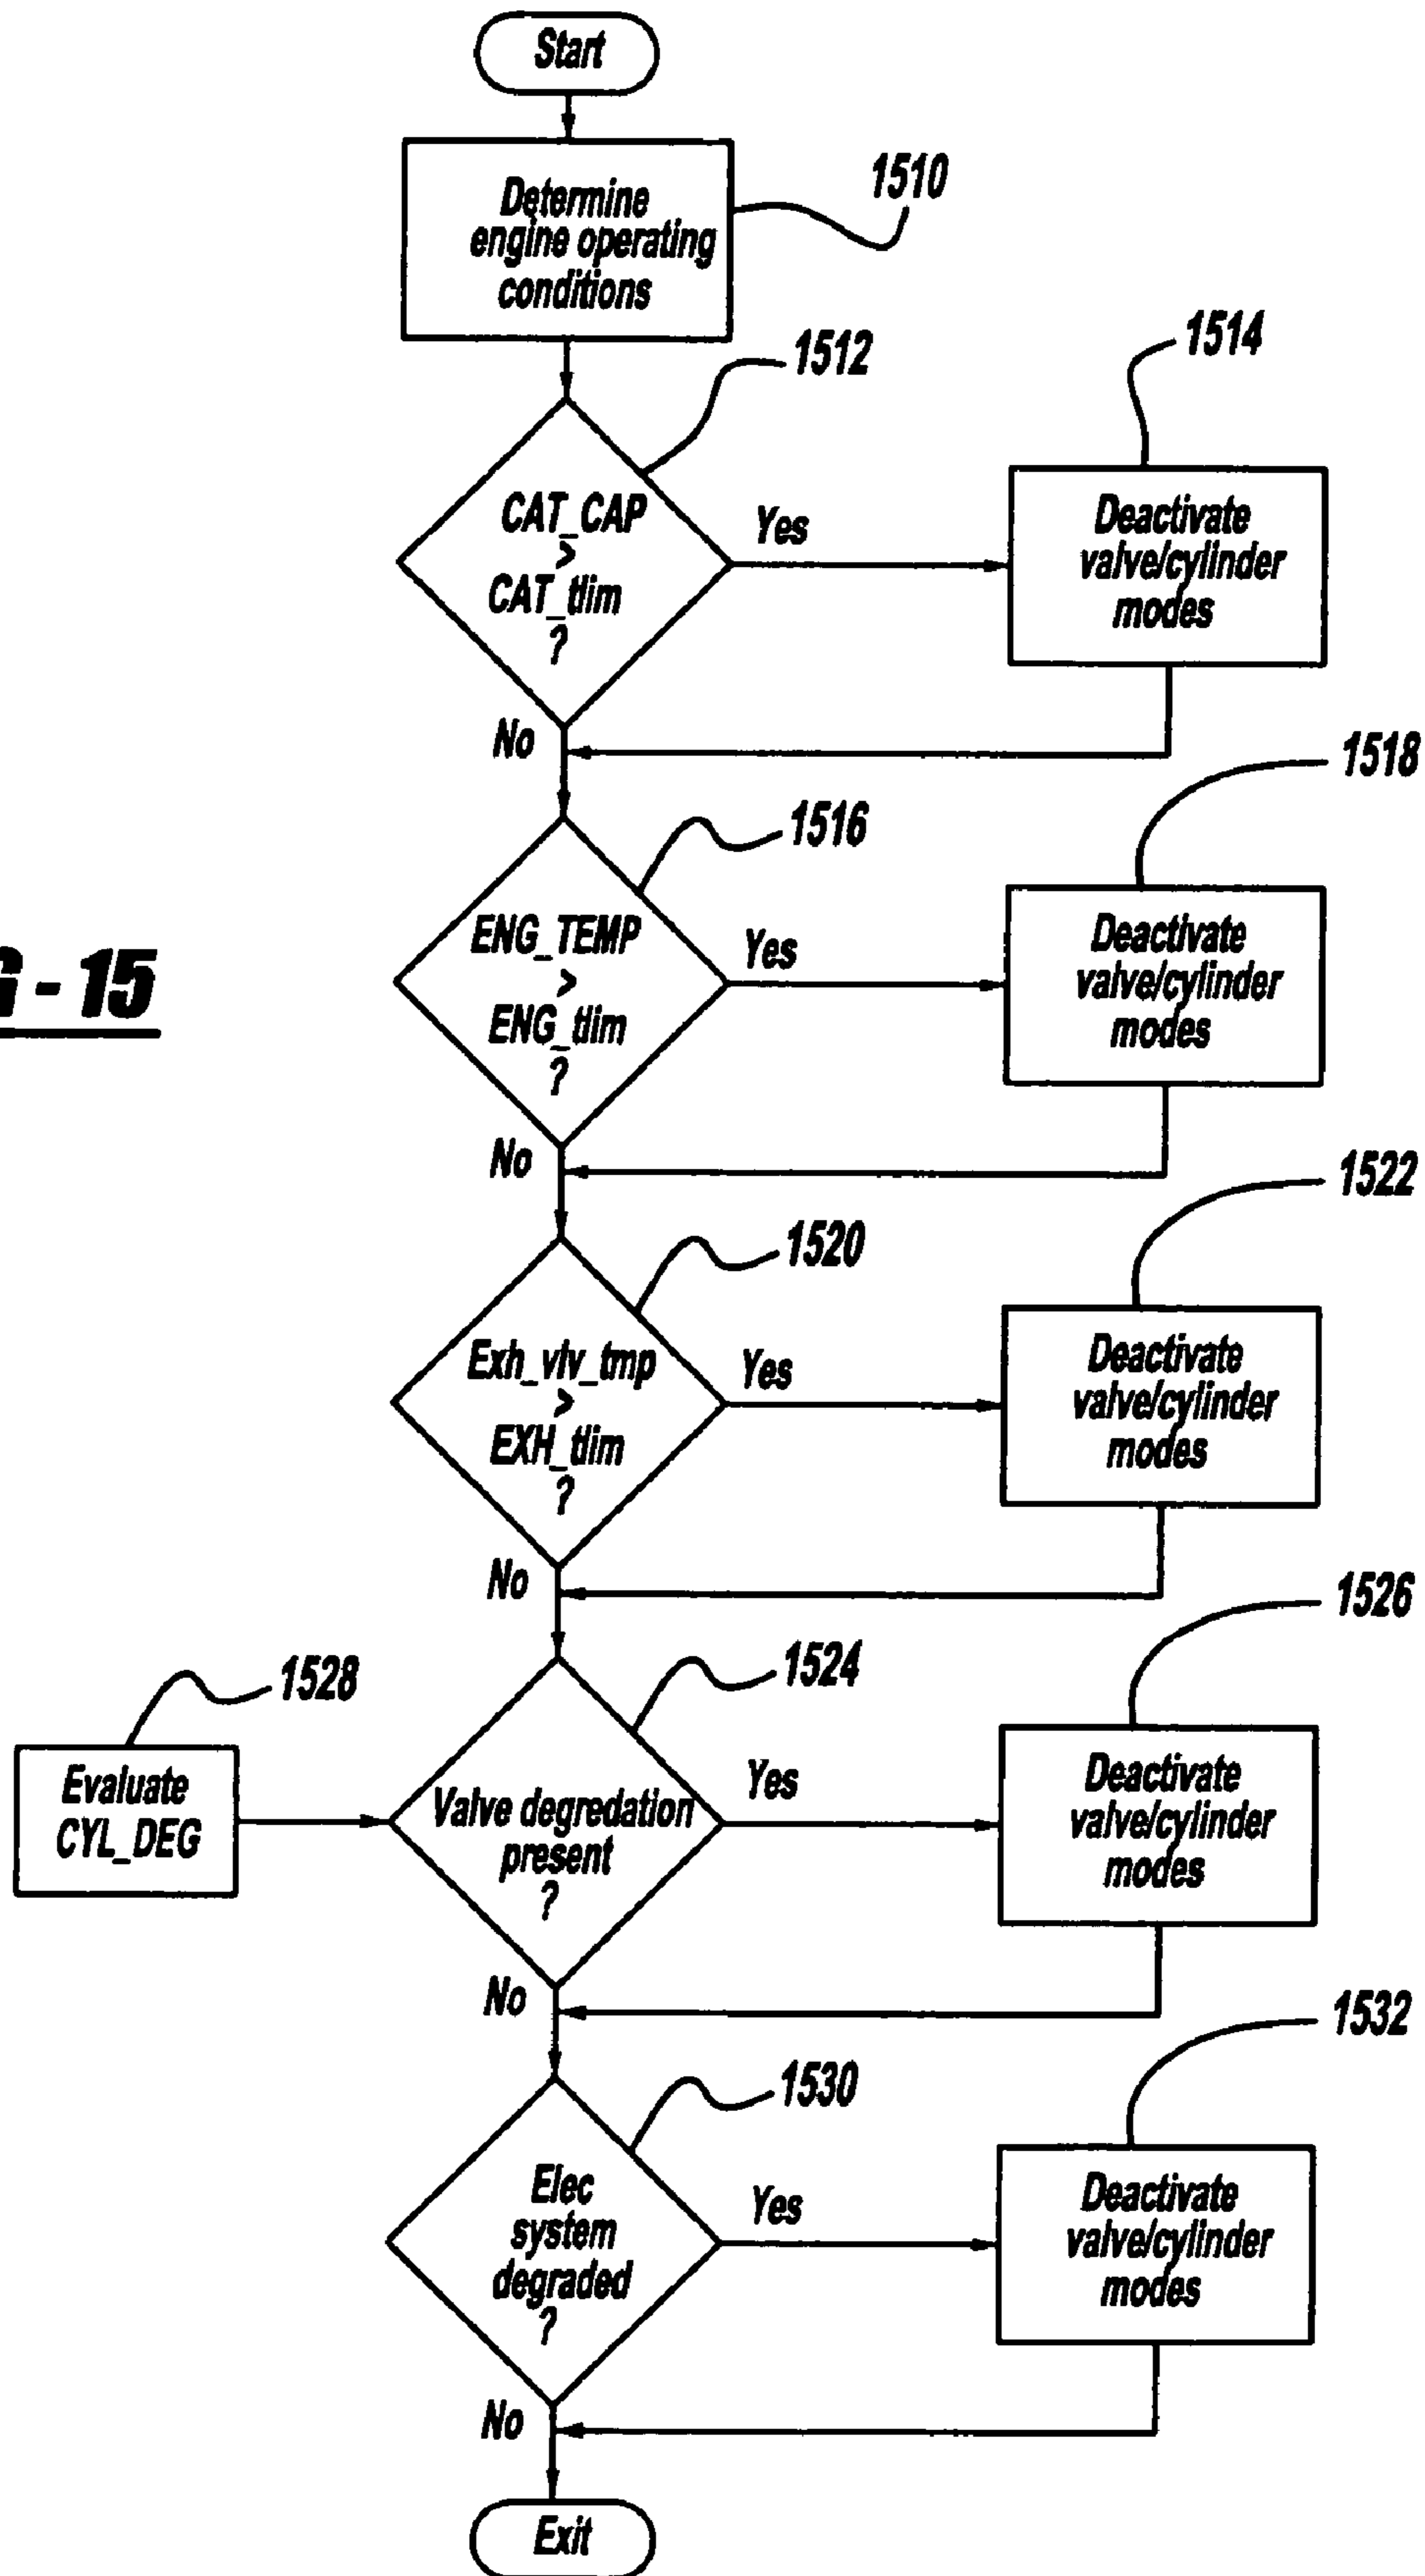 Start
Determine
engine operating
conditions
1510
1512
CAT_CAP
>
CAT_tlim
?
Yes
1514
Deactivate
valve/cylinder
modes
No
1516
ENG_TEMP
>
ENG_tlim
?
Yes
1518
Deactivate
valve/cylinder
modes
No
G - 15
1520
Exh_vlv_tmp
>
EXH_tlim
?
Yes
1522
Deactivate
valve/cylinder
modes
No
1528
Evaluate
CYL_DEG
1524
Valve degredation
present
?
Yes
1526
Deactivate
valve/cylinder
modes
No
1530
Elec
system
degraded
?
Yes
1532
Deactivate
valve/cylinder
modes
No
Exit